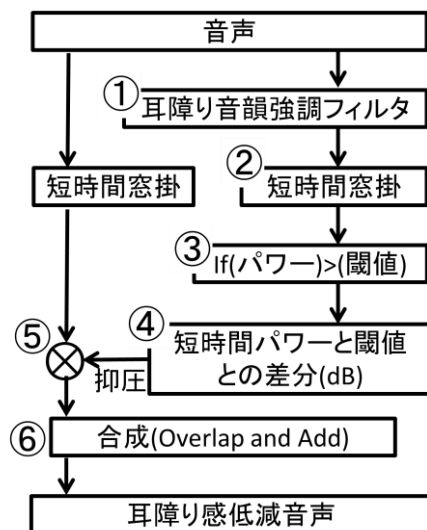 音声
① 耳障り音韻強調フィルタ
短時間窓掛
② 短時間窓掛
③ If(パワー)>(閾値)
④ 短時間パワーと閾値
との差分(dB)
⑤
抑圧
⑥ 合成(Overlap and Add)
耳障り感低減音声